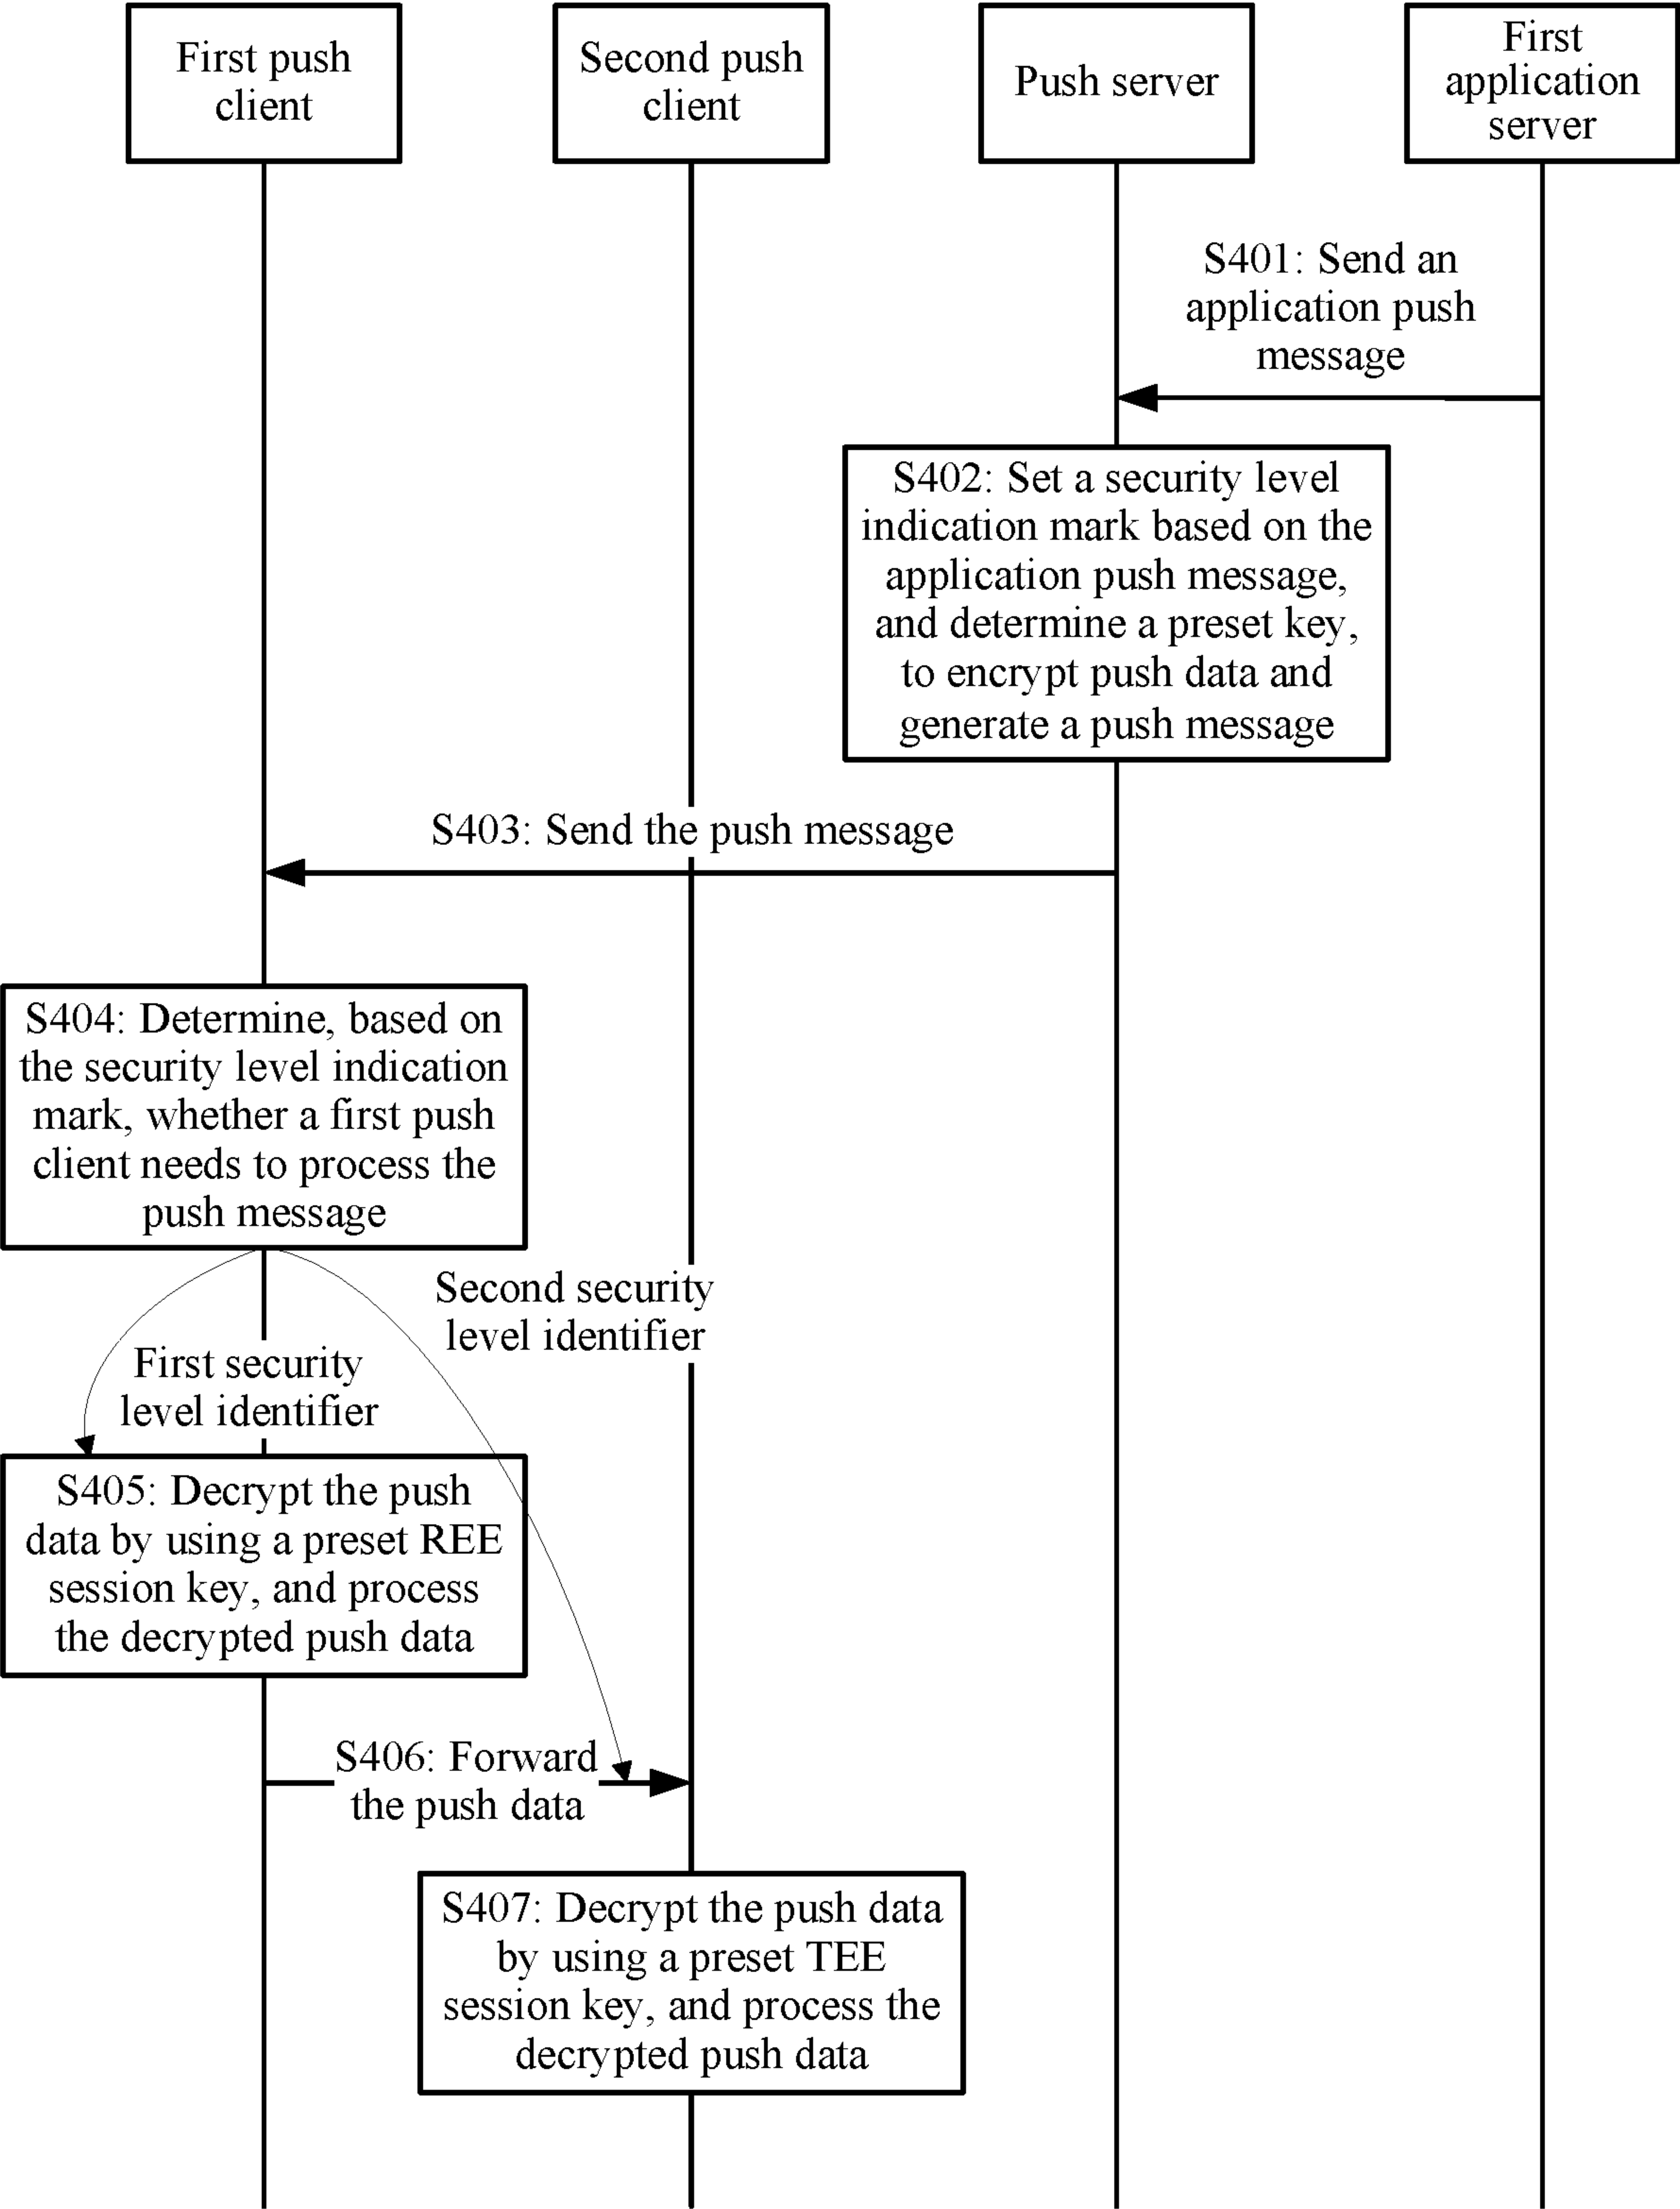 First push
client
Second push
client
Push server
First
application
server
S401: Send an
application push
message
S402: Set a security level
indication mark based on the
application push message,
and determine a preset key,
to encrypt push data and
generate a push message
S403: Send the push message
S404: Determine, based on
the security level indication
mark, whether a first push
client needs to process the
push message
Second security
level identifier
First security
level identifier
S405: Decrypt the push
data by using a preset REE
session key, and process
the decrypted push data
S406: Forward
the push data
S407: Decrypt the push data
by using a preset TEE
session key, and process the
decrypted push data